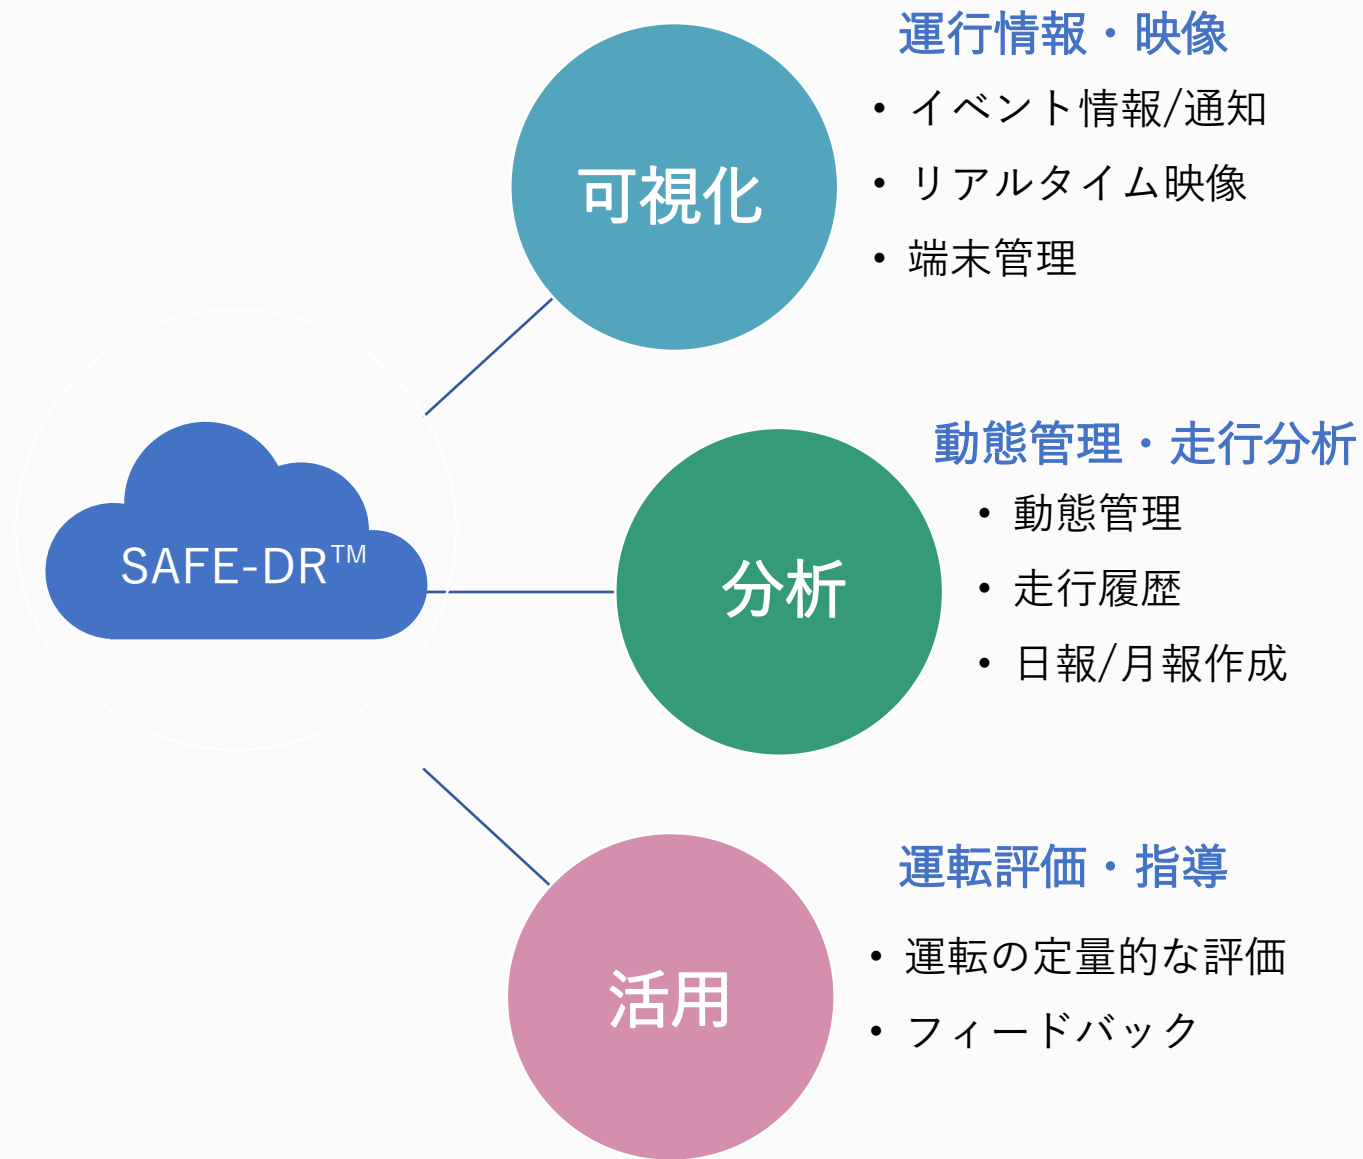 運行情報・映像
• イベント情報/通知
• リアルタイム映像
• 端末管理
可視化
SAFE-DR™
動態管理・走行分析
• 動態管理
• 走行履歴
• 日報/月報作成
分析
運転評価・指導
• 運転の定量的な評価
• フィードバック
活用